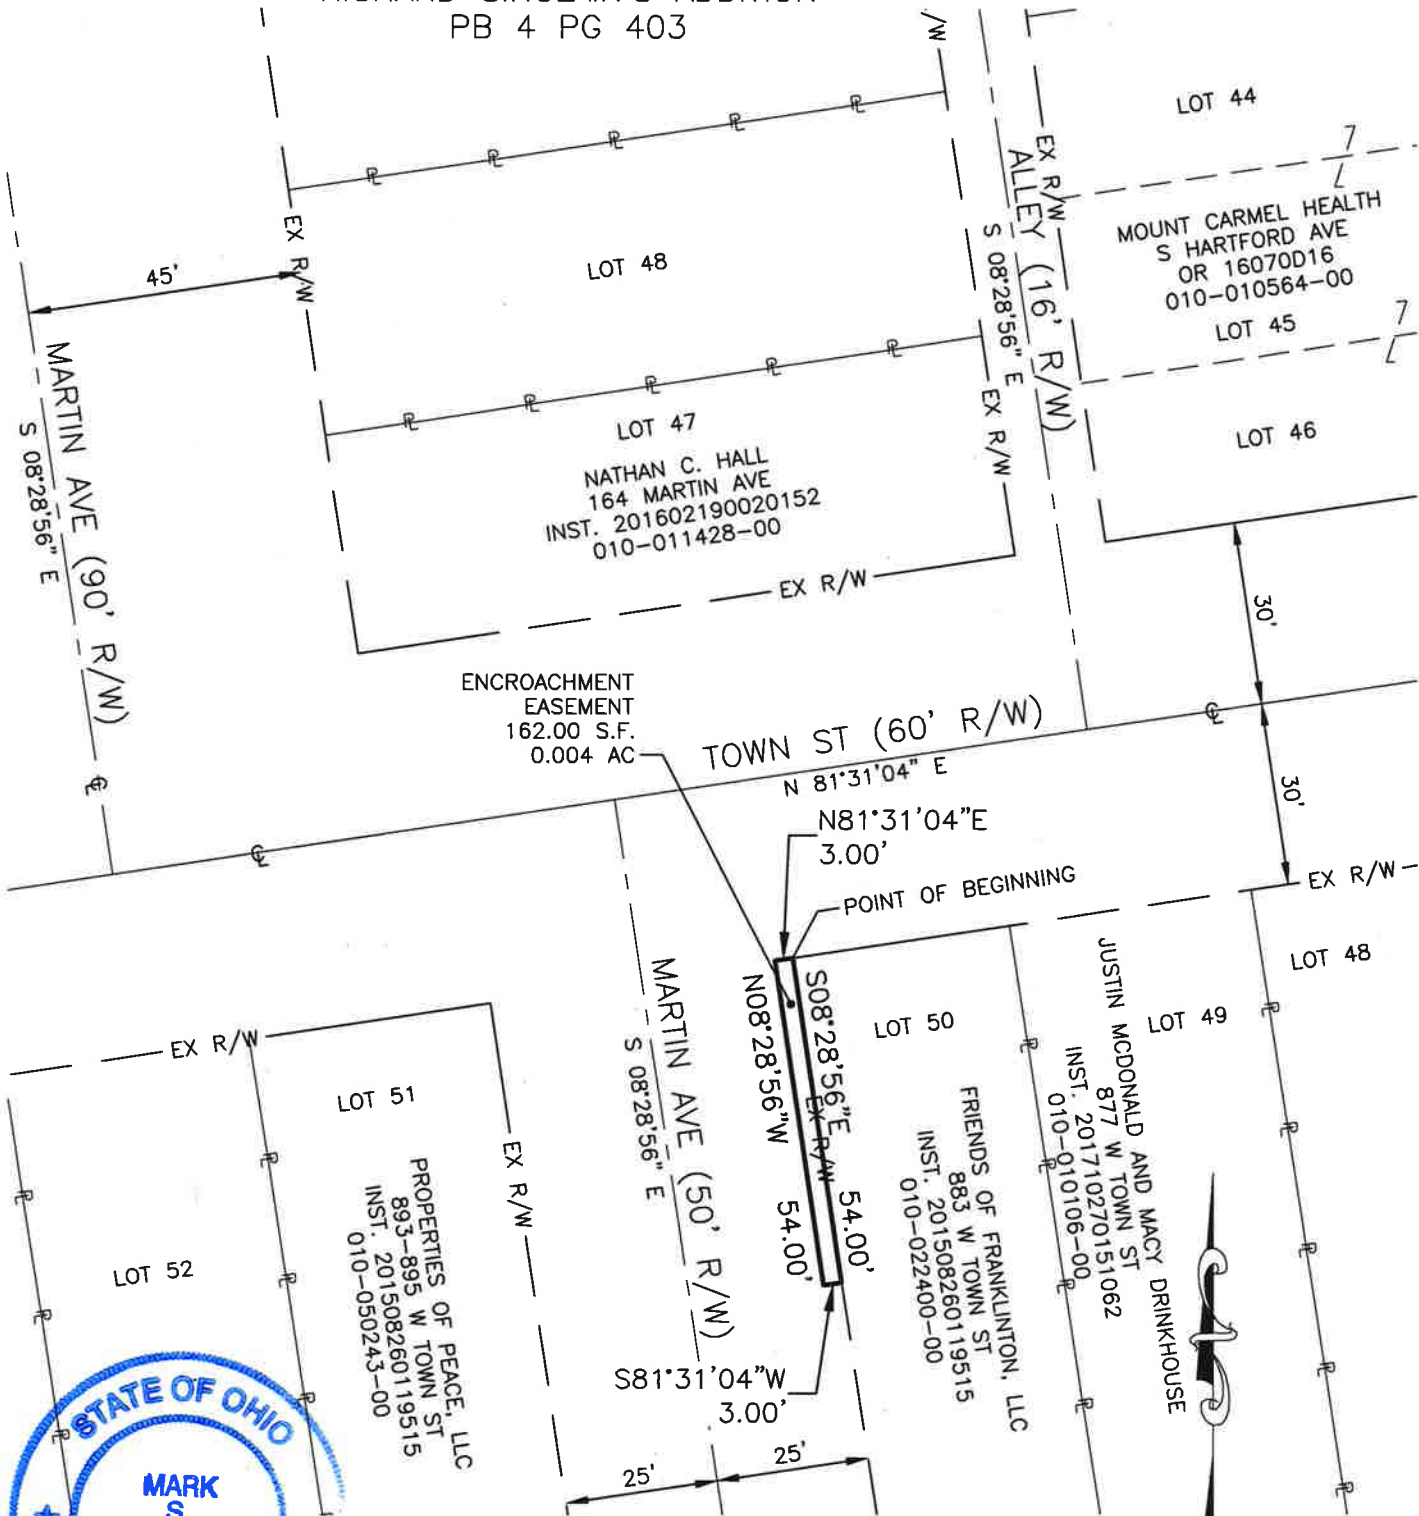 PB 4 PG 403
/W
LOT 44
EX R/W
ALLEY (16' R/W)
S 08°28'56" E
7
L
MOUNT CARMEL HEALTH
S HARTFORD AVE
OR 16070D16
010-010564-00
LOT 45
7
L
LOT 46
EX R/W
45'
LOT 48
MARTIN AVE (90' R/W)
S 08°28'56" E
LOT 47
NATHAN C. HALL
164 MARTIN AVE
INST. 201602190020152
010-011428-00
EX R/W
EX R/W
30'
ENCROACHMENT
EASEMENT
162.00 S.F.
0.004 AC
TOWN ST (60' R/W)
N 81°31'04" E
30'
N81°31'04"E
3.00'
POINT OF BEGINNING
EX R/W
LOT 48
MARTIN AVE (50' R/W)
S 08°28'56" E
N08°28'56"W 54.00'
S08°28'56"E 54.00'
EX R/W
LOT 50
FRIENDS OF FRANKLINTON, LLC
883 W TOWN ST
INST. 201508260119515
010-022400-00
LOT 49
JUSTIN MCDONALD AND MACY DRINKHOUSE
877 W TOWN ST
INST. 201710270151062
010-010106-00
EX R/W
LOT 51
EX R/W
PROPERTIES OF PEACE, LLC
893-895 W TOWN ST
INST. 201508260119515
010-050243-00
LOT 52
S81°31'04"W
3.00'
25'
25'
STATE OF OHIO
MARK
S.